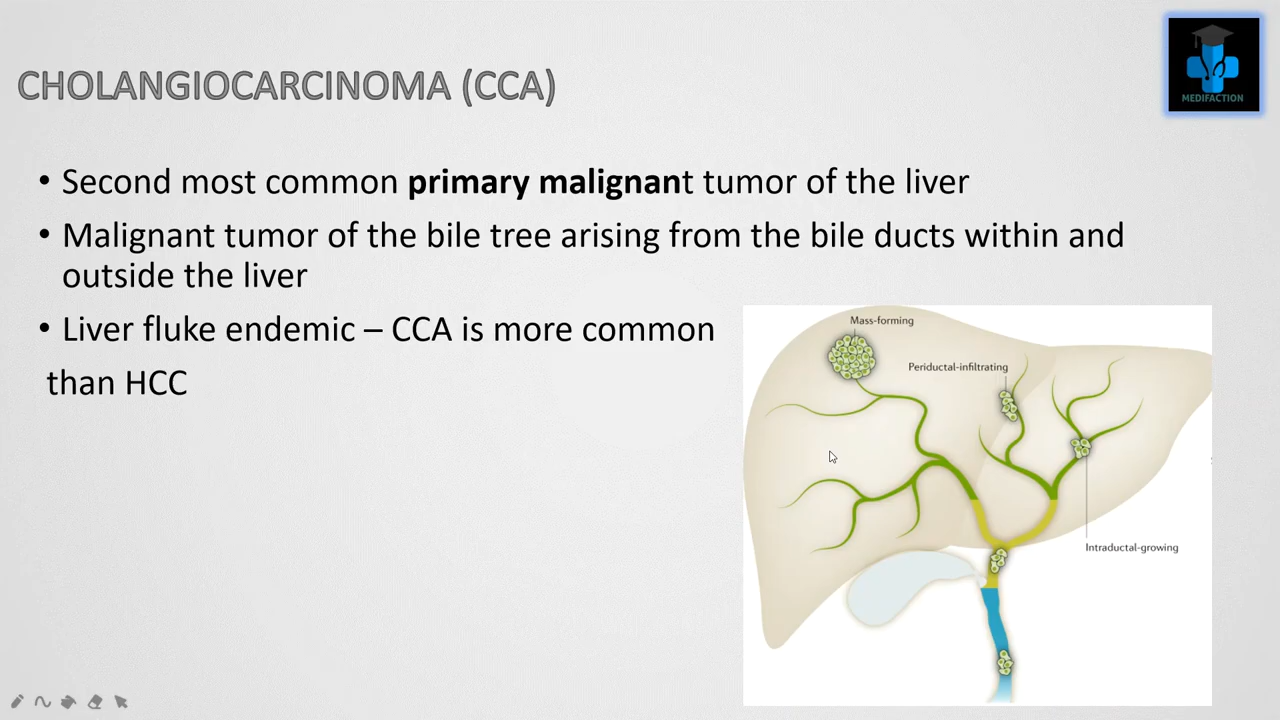 MEDIFACTION
CHOLANGIOCARCINOMA (CCA)
• Second most common primary malignant tumor of the liver
• Malignant tumor of the bile tree arising from the bile ducts within and
outside the liver
• Liver fluke endemic – CCA is more common
than HCC
Mass-forming
Periductal-infiltrating
Intraductal-growing